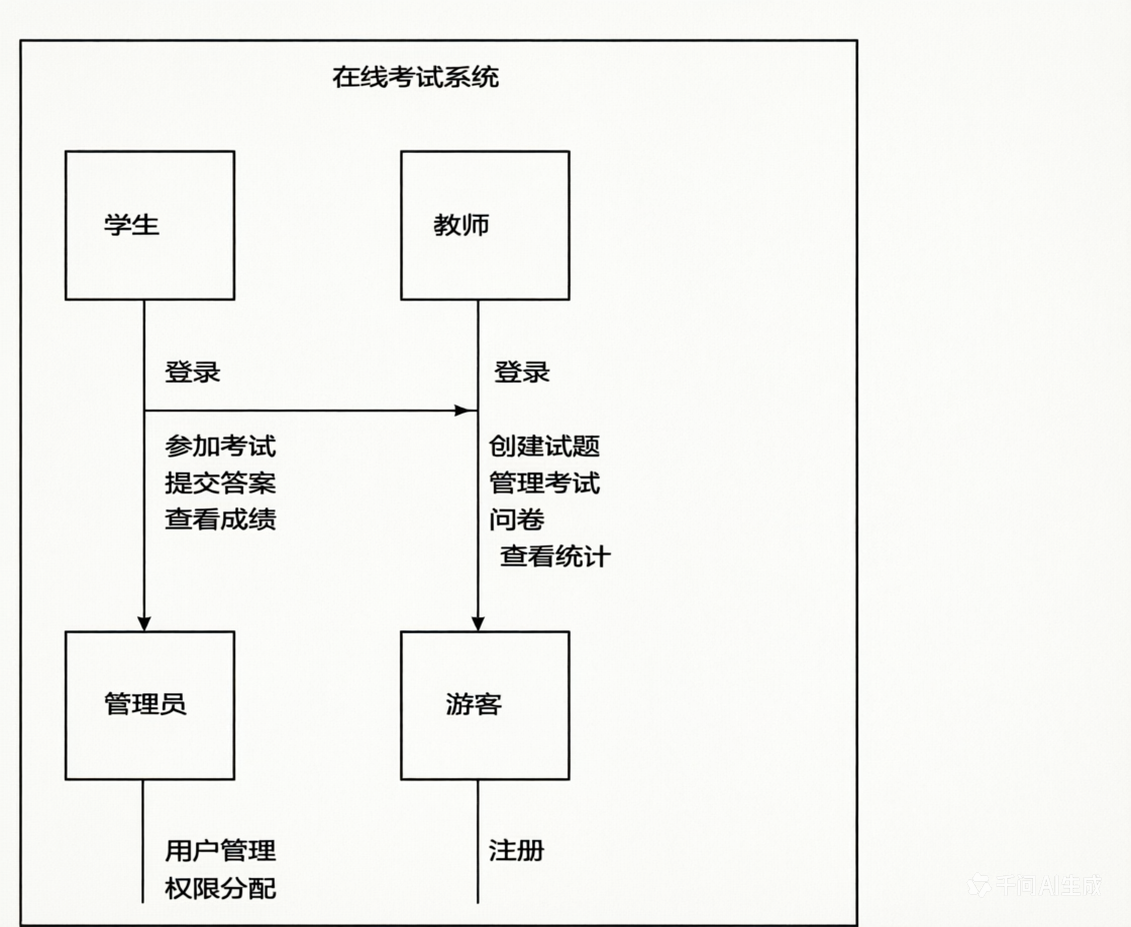 在线考试系统
学生
教师
登录
登录
参加考试
提交答案
查看成绩
创建试题
管理考试
问卷
查看统计
管理员
游客
用户管理
权限分配
注册
千问AI生成